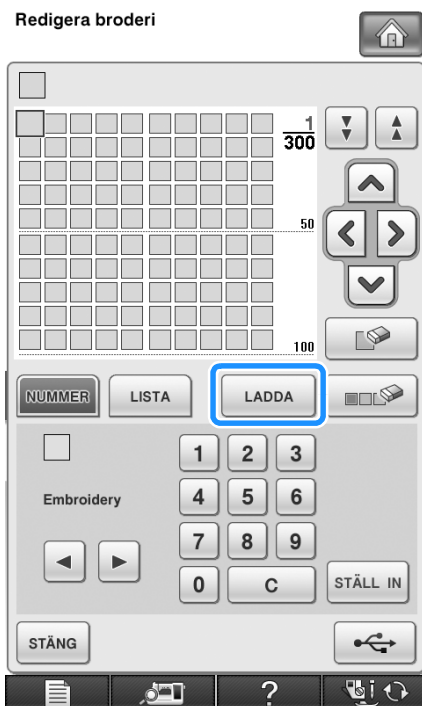 Redigera broderi
1
300
50
100
NUMMER
LISTA
LADDA
1 2 3
Embroidery
4 5 6
7 8 9
0 C
STÄLL IN
STÄNG
?